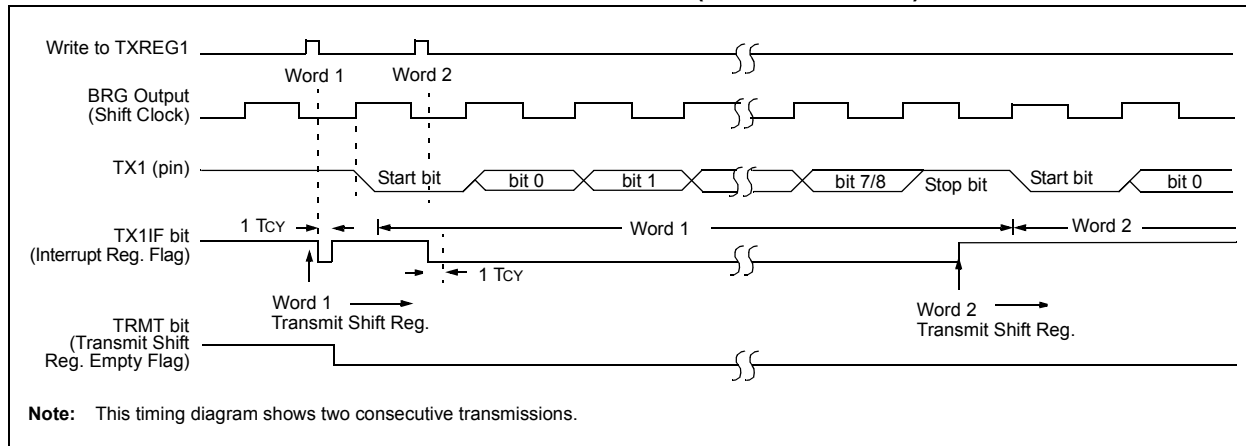 Write to TXREG1
Word 1
Word 2
BRG Output
(Shift Clock)
TX1 (pin)
Start bit
bit 0
bit 1
bit 7/8
Stop bit
Start bit
bit 0
1 TCY
Word 1
Word 2
TX1IF bit
(Interrupt Reg. Flag)
1 TCY
Word 1
Transmit Shift Reg.
Word 2
Transmit Shift Reg.
TRMT bit
(Transmit Shift
Reg. Empty Flag)
Note: This timing diagram shows two consecutive transmissions.